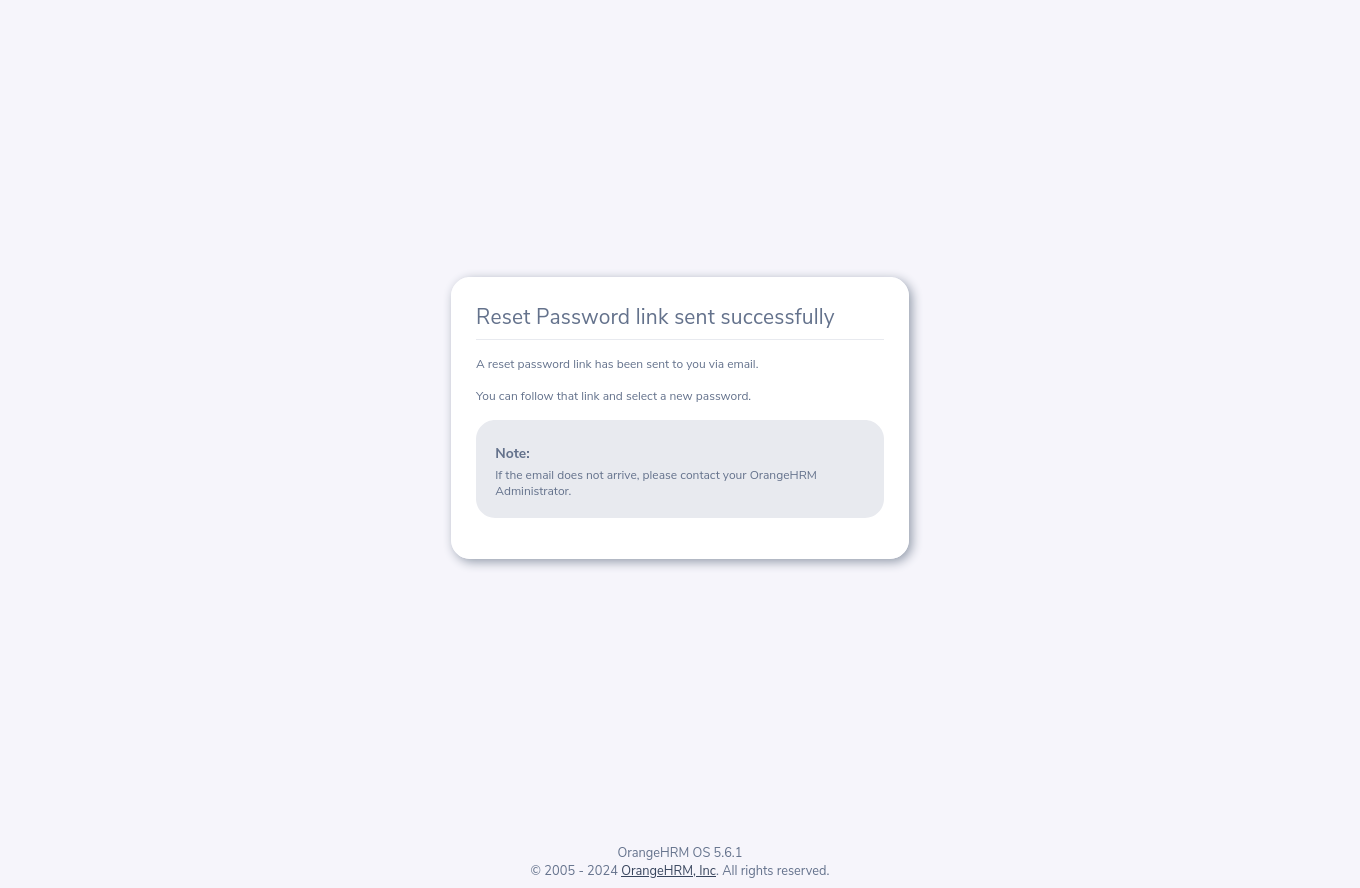 Reset Password link sent successfully
A reset password link has been sent to you via email.
You can follow that link and select a new password.
Note:
If the email does not arrive, please contact your OrangeHRM
Administrator.
OrangeHRM OS 5.6.1
© 2005 - 2024 OrangeHRM, Inc. All rights reserved.